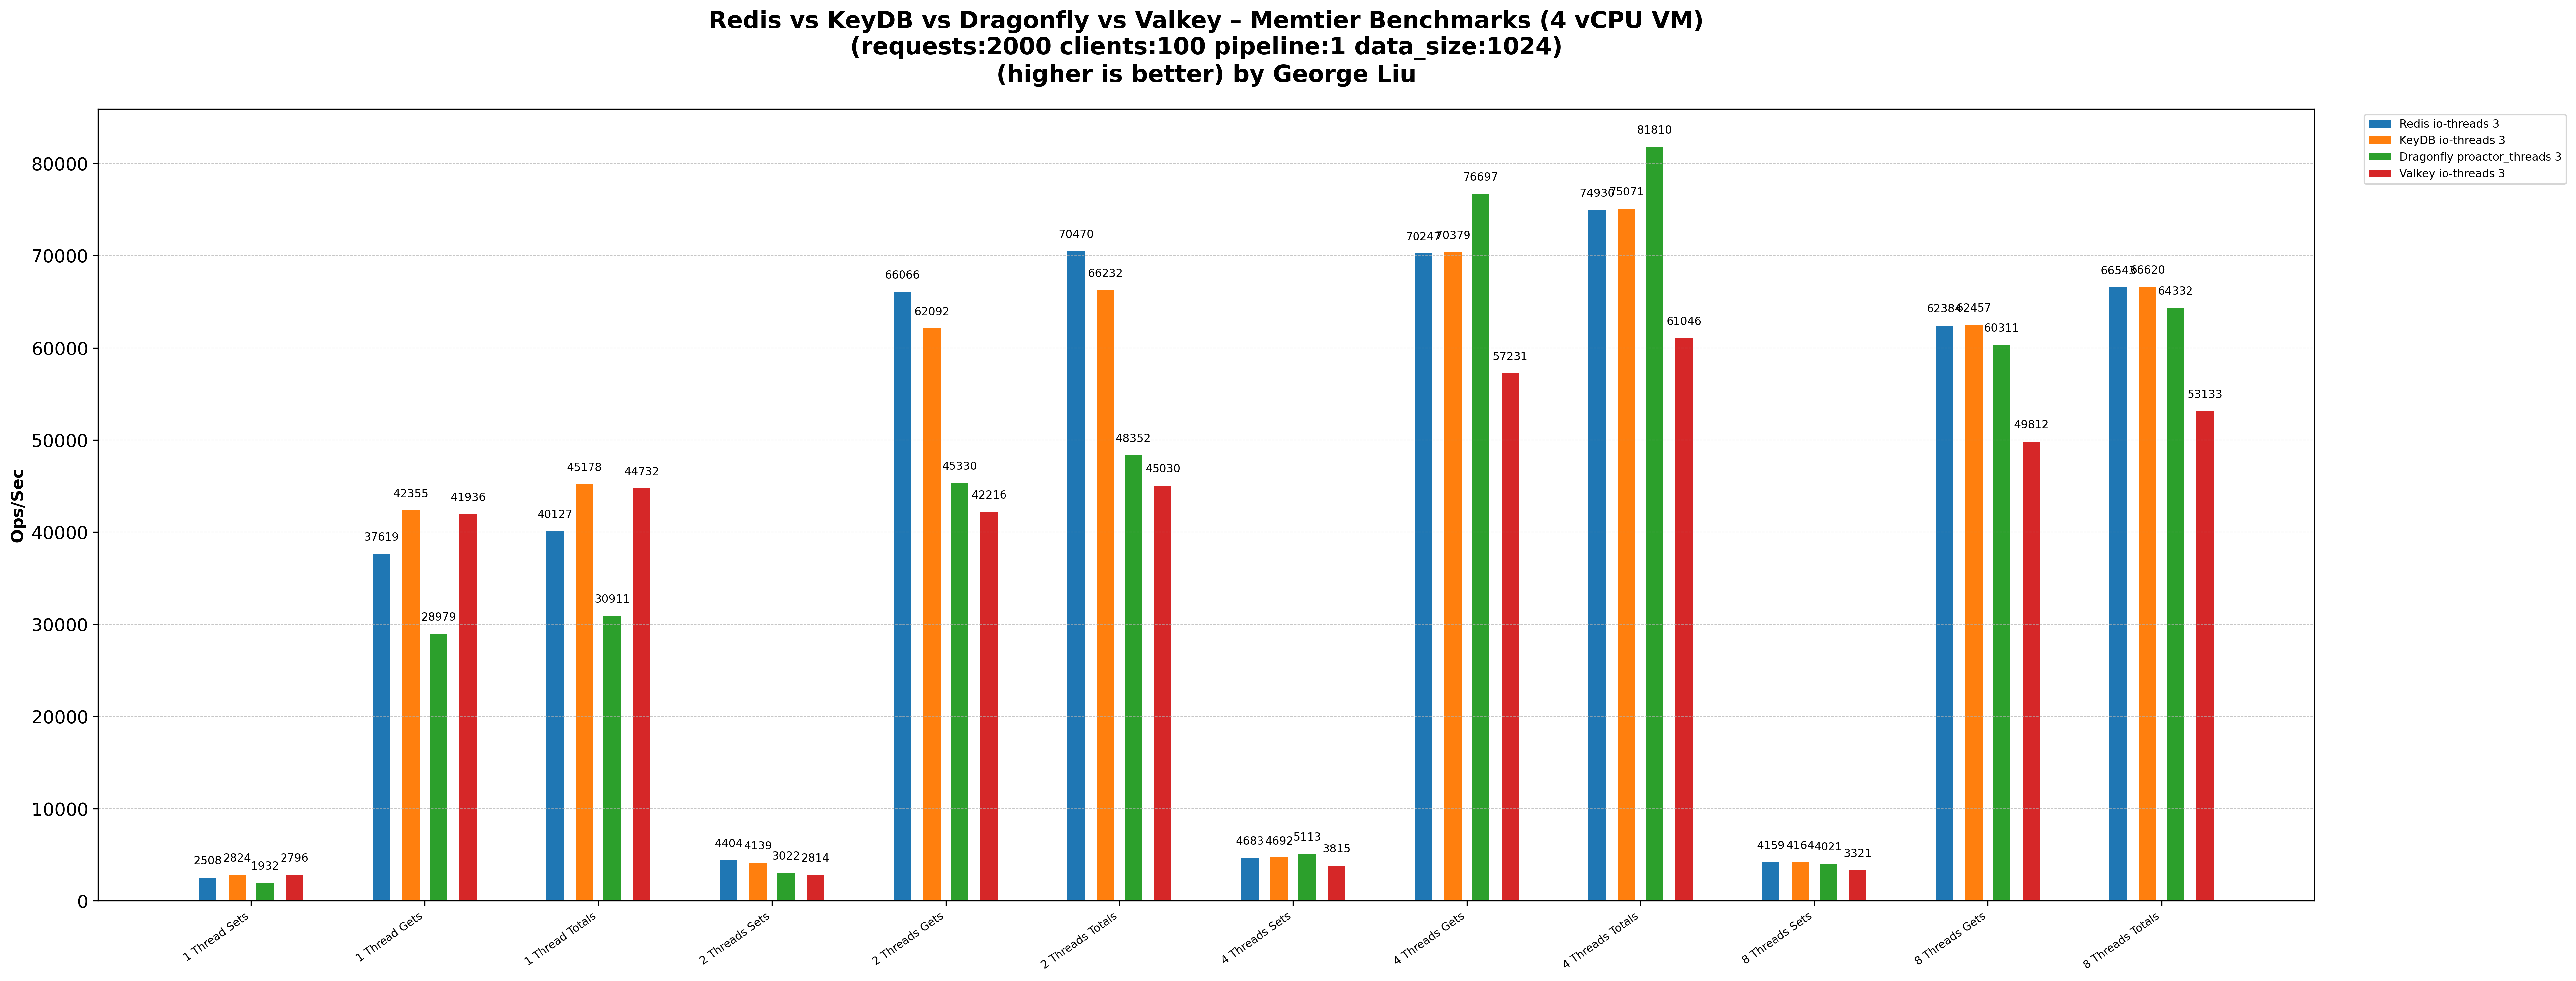 Redis vs KeyDB vs Dragonfly vs Valkey – Memtier Benchmarks (4 vCPU VM)
(requests:2000 clients:100 pipeline:1 data_size:1024)
(higher is better) by George Liu
Redis io-threads 3
KeyDB io-threads 3
Dragonfly proactor_threads 3
Valkey io-threads 3
Ops/Sec
80000
70000
60000
50000
40000
30000
20000
10000
0
2508
2824
1932
2796
37619
42355
28979
41936
40127
45178
30911
44732
4404
4139
3022
2814
66066
62092
45330
42216
70470
66232
48352
45030
4683
4692
5113
3815
70247
70379
76697
57231
74930
75071
81810
61046
4159
4164
4021
3321
62384
62457
60311
49812
66543
66620
64332
53133
1 Thread Sets
1 Thread Gets
1 Thread Totals
2 Threads Sets
2 Threads Gets
2 Threads Totals
4 Threads Sets
4 Threads Gets
4 Threads Totals
8 Threads Sets
8 Threads Gets
8 Threads Totals